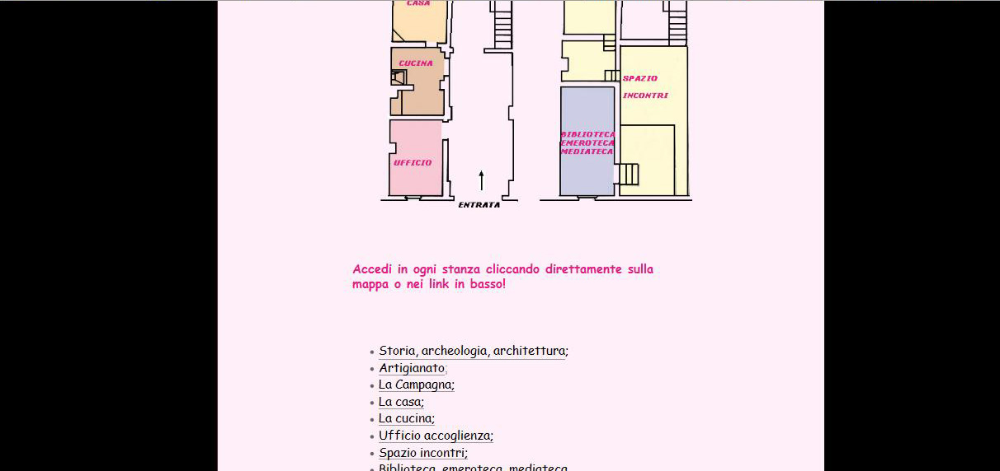 CASA
CUCINA
UFFICIO
ENTRATA
SPAZIO
INCONTRI
BIBLIOTECA
EMEROTECA
MEDIATECA
Accedi in ogni stanza cliccando direttamente sulla
mappa o nei link in basso!
Storia, archeologia, architettura;
Artigianato;
La Campagna;
La casa;
La cucina;
Ufficio accoglienza;
Spazio incontri;
Biblioteca, emeroteca, mediateca